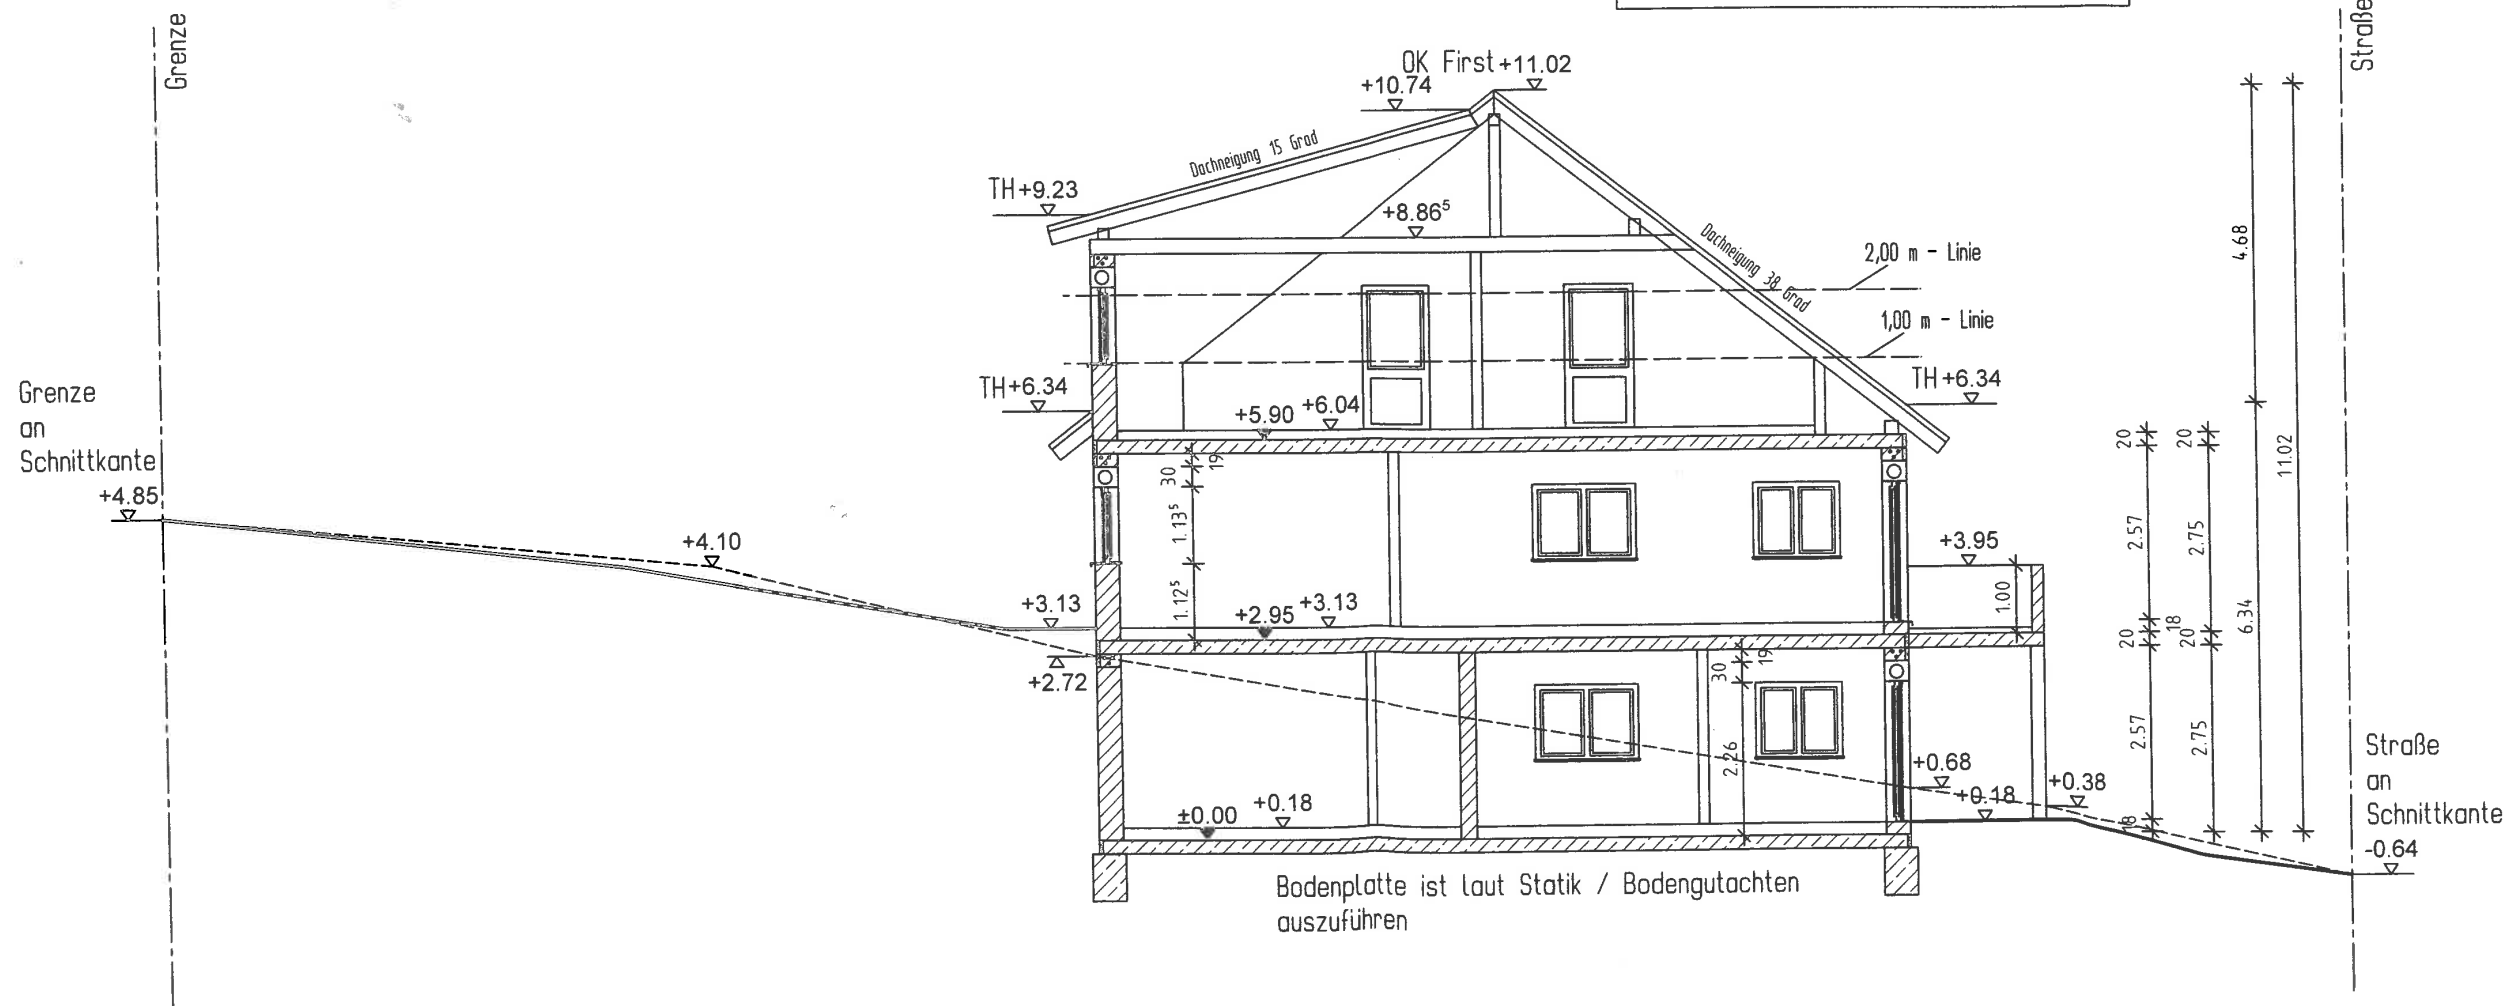 Grenze
Straße
OK First +11.02
+10.74
Dachneigung 15 Grad
TH+9.23
+8.86⁵
Dachneigung 38 Grad
2,00 m - Linie
1,00 m - Linie
TH+6.34
TH+6.34
+5.90
+6.04
Grenze
an
Schnittkante
+4.85
+4.10
+3.13
+2.72
30
19
1.13⁵
1.12⁵
+2.95
+3.13
+3.95
1.00
30
19
2.26
±0.00
+0.18
+0.68
+0.18
+0.38
20
20
2.57
2.75
18
20
20
2.57
2.75
18
4.68
6.34
11.02
Straße
an
Schnittkante
-0.64
Bodenplatte ist laut Statik / Bodengutachten
auszuführen